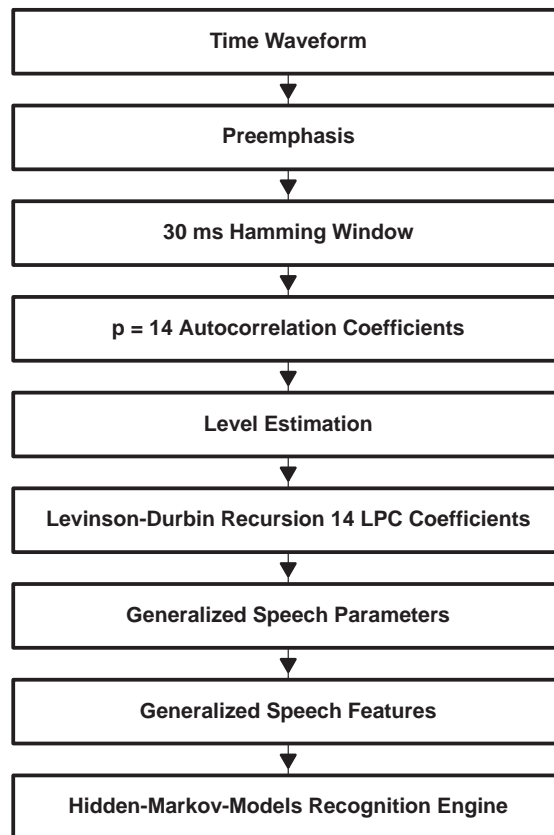 Time Waveform
Preemphasis
30 ms Hamming Window
p = 14 Autocorrelation Coefficients
Level Estimation
Levinson-Durbin Recursion 14 LPC Coefficients
Generalized Speech Parameters
Generalized Speech Features
Hidden-Markov-Models Recognition Engine